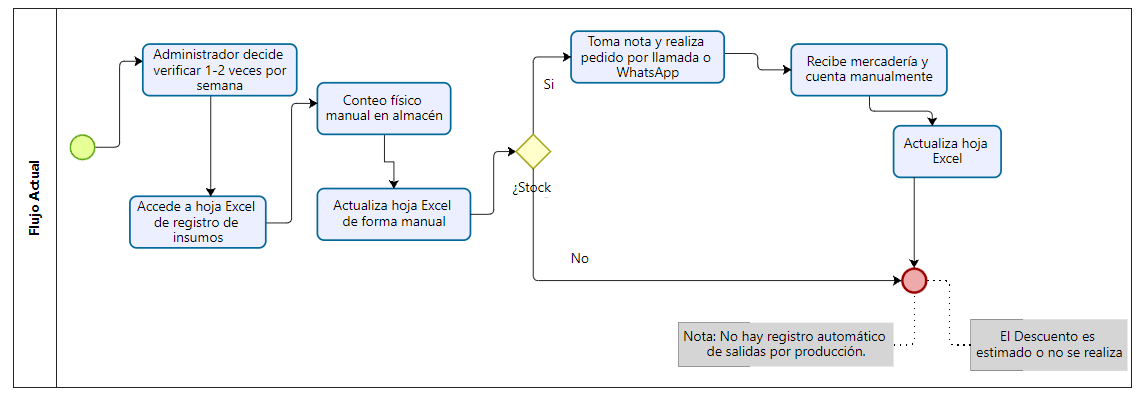 Flujo Actual
Administrador decide
verificar 1-2 veces por
semana
Accede a hoja Excel
de registro de
insumos
Conteo físico
manual en almacén
Actualiza hoja Excel
de forma manual
¿Stock
Si
Toma nota y realiza
pedido por llamada o
WhatsApp
Recibe mercadería y
cuenta manualmente
Actualiza hoja
Excel
No
Nota: No hay registro automático
de salidas por producción.
El Descuento es
estimado o no se realiza